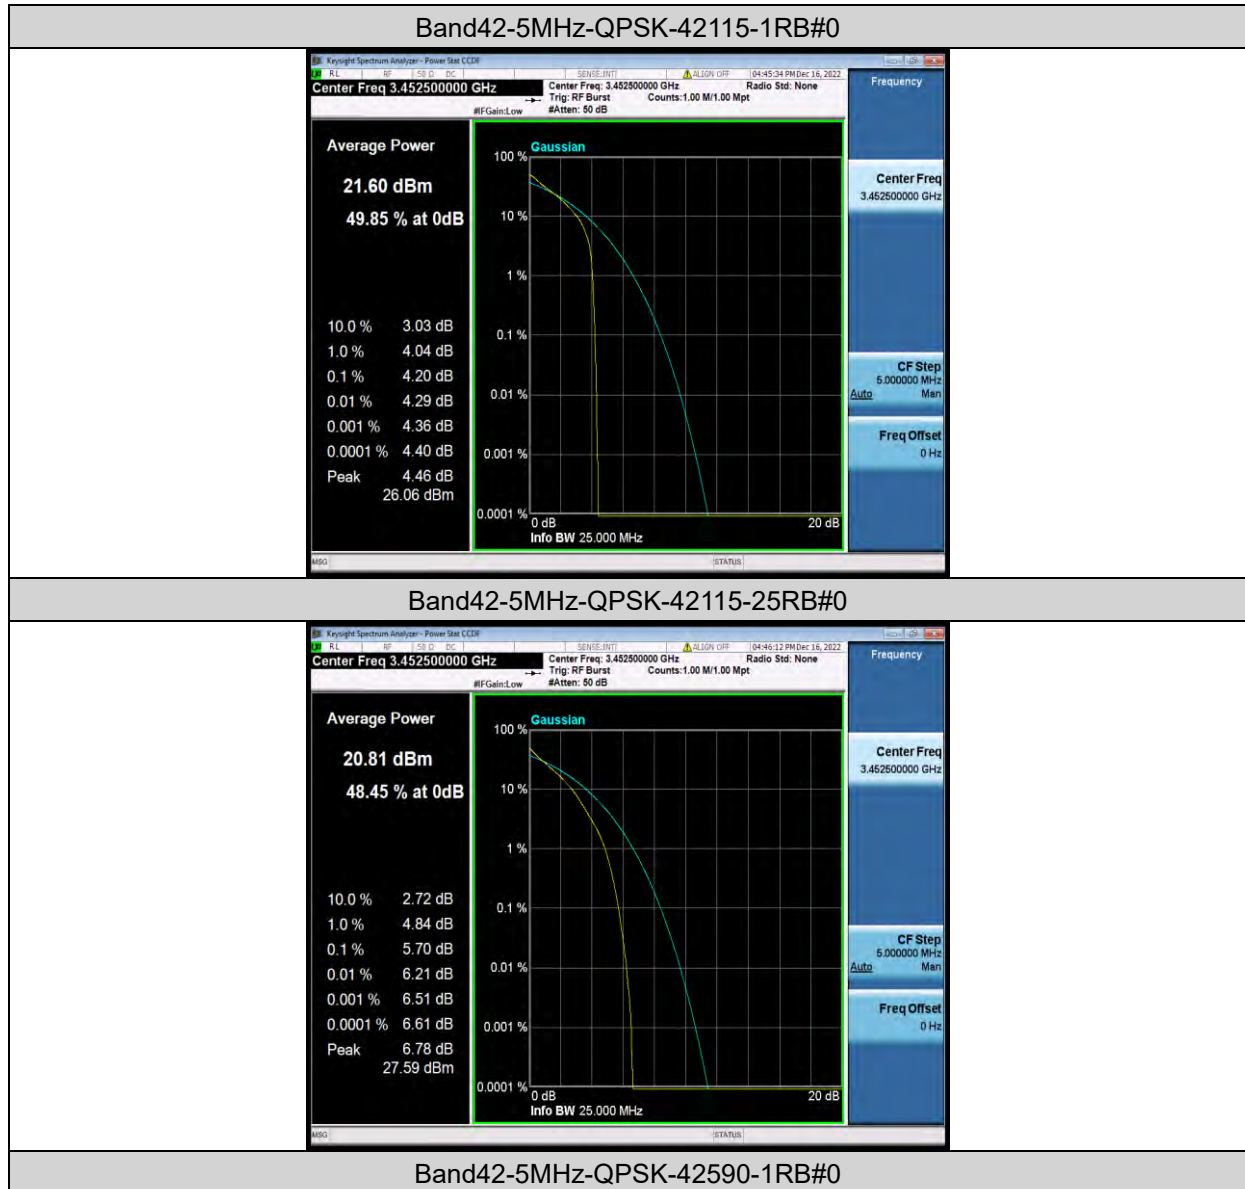 Band42-5MHz-QPSK-42115-1RB#0
Keysight Spectrum Analyzer - Power Stat CCDF
RL RF 50 Ω DC SENSE:INT ALIGN OFF 04:45:34 PM Dec 16, 2022
Center Freq 3.452500000 GHz
Center Freq: 3.452500000 GHz Radio Std: None
Trig: RF Burst Counts:1.00 M/1.00 Mpt
#IFGain:Low #Atten: 50 dB
Frequency
Average Power
21.60 dBm
49.85 % at 0dB
10.0 % 3.03 dB
1.0 % 4.04 dB
0.1 % 4.20 dB
0.01 % 4.29 dB
0.001 % 4.36 dB
0.0001 % 4.40 dB
Peak 4.46 dB
26.06 dBm
Gaussian
100 %
10 %
1 %
0.1 %
0.01 %
0.001 %
0.0001 %
0 dB 20 dB
Info BW 25.000 MHz
Center Freq
3.452500000 GHz
CF Step
5.000000 MHz
Auto Man
Freq Offset
0 Hz
MSG STATUS
Band42-5MHz-QPSK-42115-25RB#0
Keysight Spectrum Analyzer - Power Stat CCDF
RL RF 50 Ω DC SENSE:INT ALIGN OFF 04:46:12 PM Dec 16, 2022
Center Freq 3.452500000 GHz
Center Freq: 3.452500000 GHz Radio Std: None
Trig: RF Burst Counts:1.00 M/1.00 Mpt
#IFGain:Low #Atten: 50 dB
Frequency
Average Power
20.81 dBm
48.45 % at 0dB
10.0 % 2.72 dB
1.0 % 4.84 dB
0.1 % 5.70 dB
0.01 % 6.21 dB
0.001 % 6.51 dB
0.0001 % 6.61 dB
Peak 6.78 dB
27.59 dBm
Gaussian
100 %
10 %
1 %
0.1 %
0.01 %
0.001 %
0.0001 %
0 dB 20 dB
Info BW 25.000 MHz
Center Freq
3.452500000 GHz
CF Step
5.000000 MHz
Auto Man
Freq Offset
0 Hz
MSG STATUS
Band42-5MHz-QPSK-42590-1RB#0